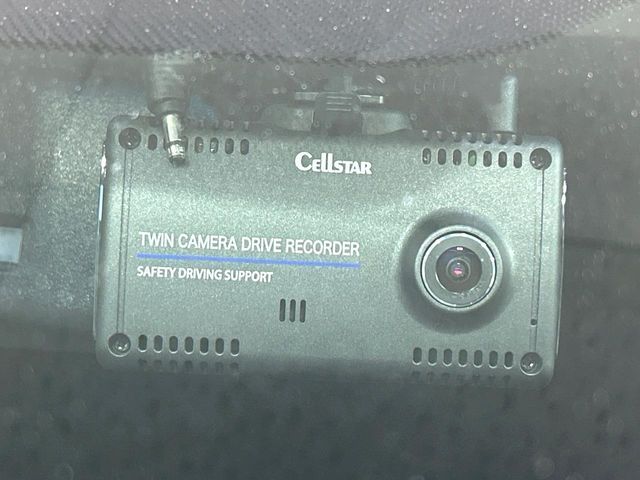 CELLSTAR
TWIN CAMERA DRIVE RECORDER
SAFETY DRIVING SUPPORT